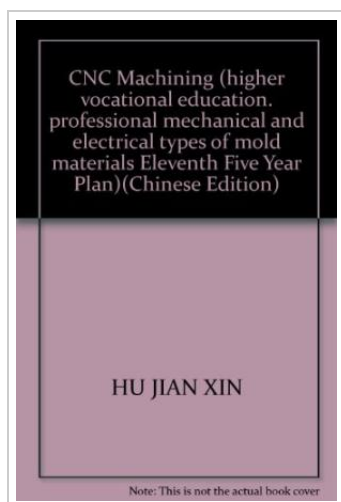 CNC Machining (higher
vocational education.
professional mechanical and
electrical types of mold
materials Eleventh Five Year
Plan)(Chinese Edition)
HU JIAN XIN
Note: This is not the actual book cover